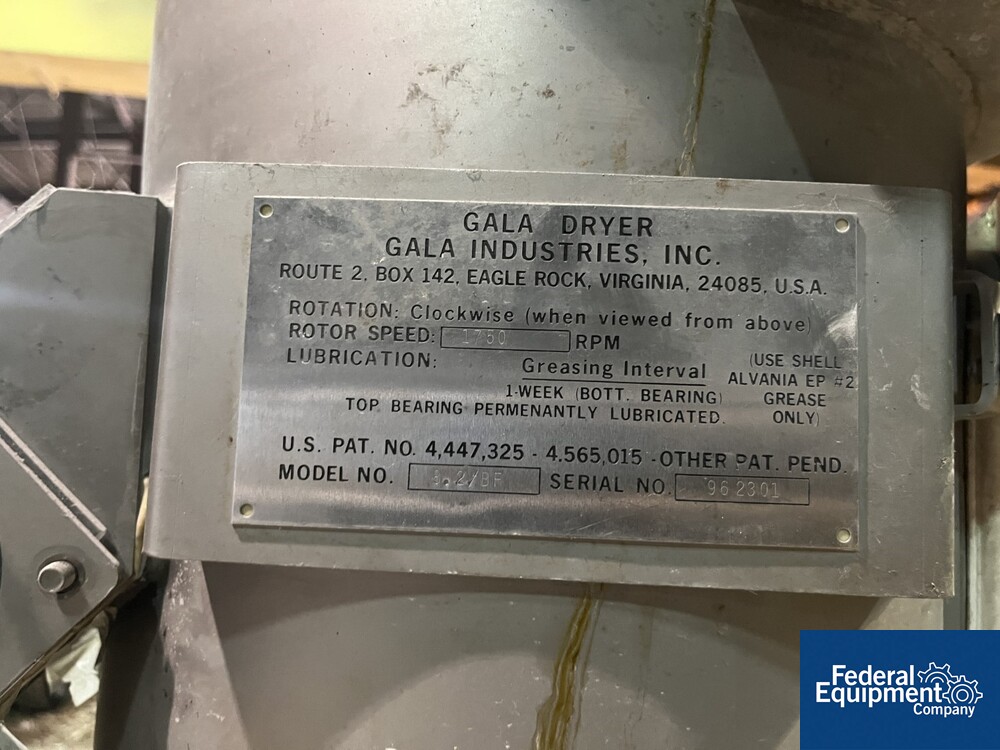 GALA DRYER
GALA INDUSTRIES, INC.
ROUTE 2, BOX 142, EAGLE ROCK, VIRGINIA, 24085, U.S.A.
ROTATION: Clockwise (when viewed from above)
ROTOR SPEED: 1760 RPM
LUBRICATION: Greasing Interval (USE SHELL
1-WEEK (BOTT. BEARING) ALVANIA EP #2
TOP BEARING PERMENANTLY LUBRICATED. GREASE ONLY)
U.S. PAT. NO. 4,447,325 - 4.565,015 -OTHER PAT. PEND.
MODEL NO. SERIAL NO. 962301
Federal
Equipment
Company